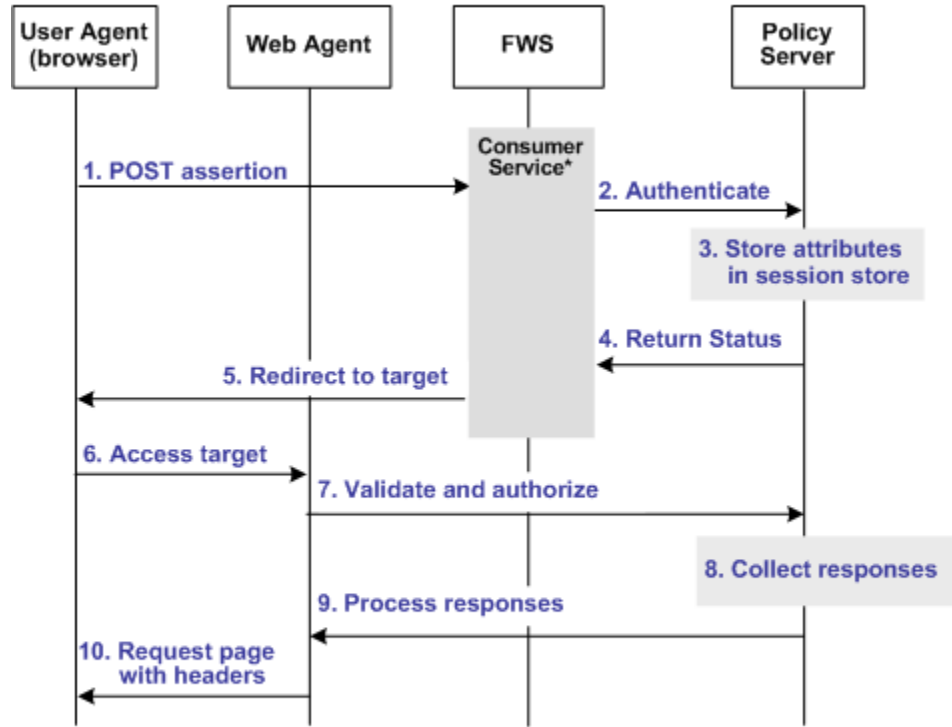 User Agent
(browser)
Web Agent
FWS
Policy
Server
Consumer
Service*
1. POST assertion
2. Authenticate
3. Store attributes
in session store
4. Return Status
5. Redirect to target
6. Access target
7. Validate and authorize
8. Collect responses
9. Process responses
10. Request page
with headers